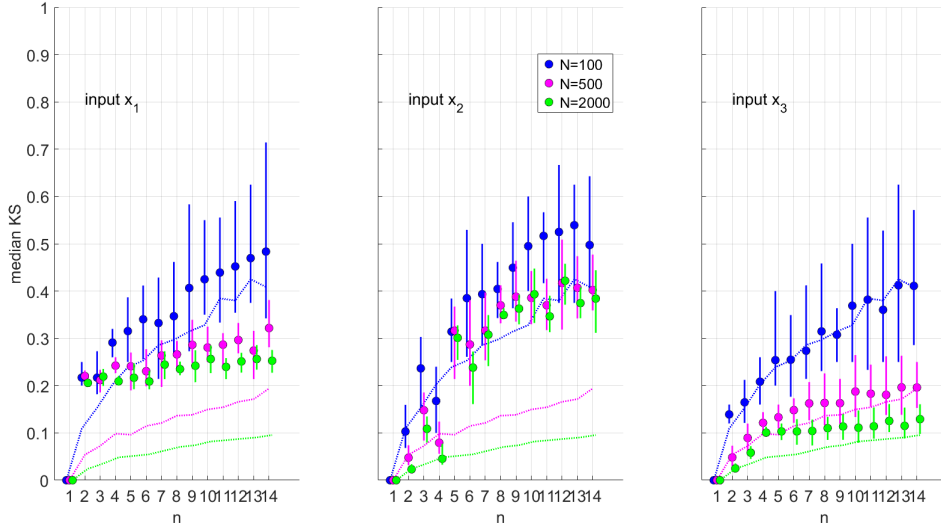 1
0.9
0.8
0.7
0.6
0.5
0.4
0.3
0.2
0.1
0
median KS
input x1
1 2 3 4 5 6 7 8 9 10 11 12 13 14
n
input x2
N=100
N=500
N=2000
1 2 3 4 5 6 7 8 9 10 11 12 13 14
n
input x3
1 2 3 4 5 6 7 8 9 10 11 12 13 14
n